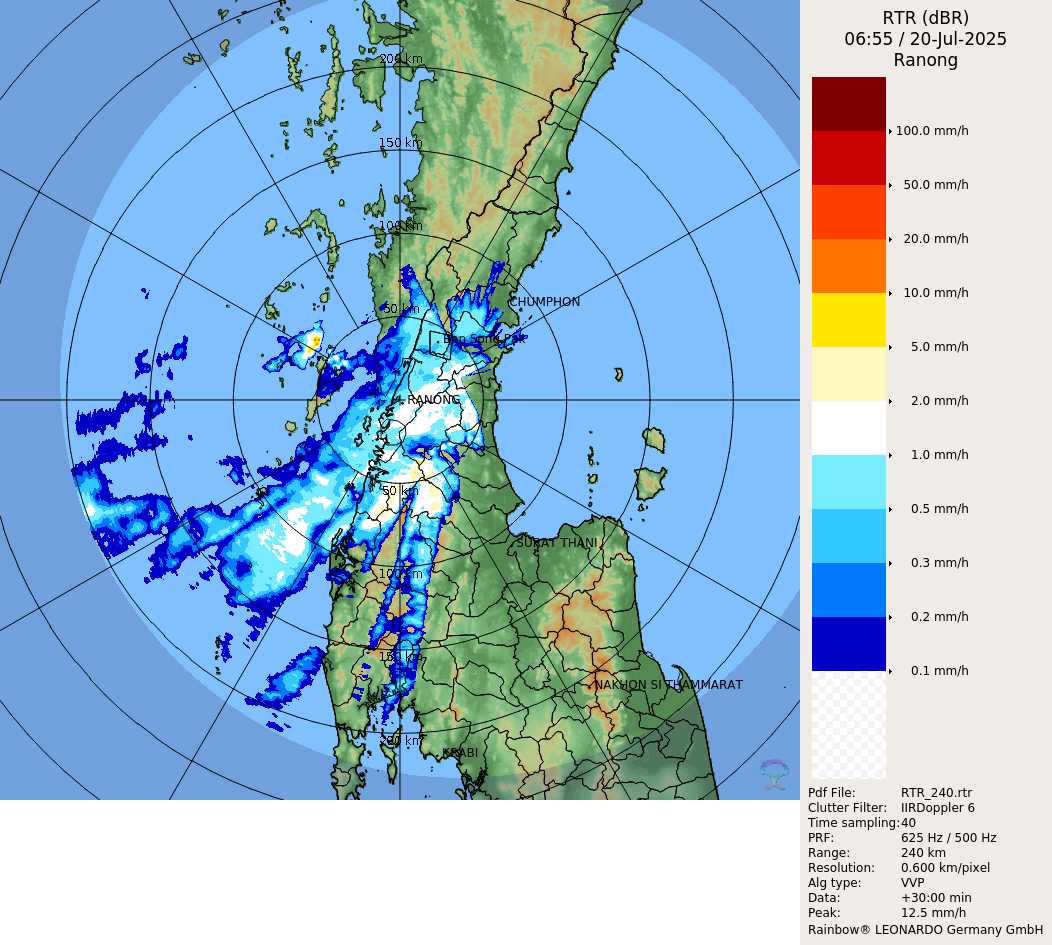 RTR (dBR)
06:55 / 20-Jul-2025
Ranong
100.0 mm/h
50.0 mm/h
20.0 mm/h
10.0 mm/h
5.0 mm/h
2.0 mm/h
1.0 mm/h
0.5 mm/h
0.3 mm/h
0.2 mm/h
0.1 mm/h
Pdf File: RTR_240.rtr
Clutter Filter: IIRDoppler 6
Time sampling: 40
PRF: 625 Hz / 500 Hz
Range: 240 km
Resolution: 0.600 km/pixel
Alg type: VVP
Data: +30:00 min
Peak: 12.5 mm/h
Rainbow® LEONARDO Germany GmbH
200 km
150 km
100 km
50 km
CHUMPHON
RANONG
50 km
SURAT THANI
100 km
150 km
NAKHON SI THAMMARAT
200 km
KRABI